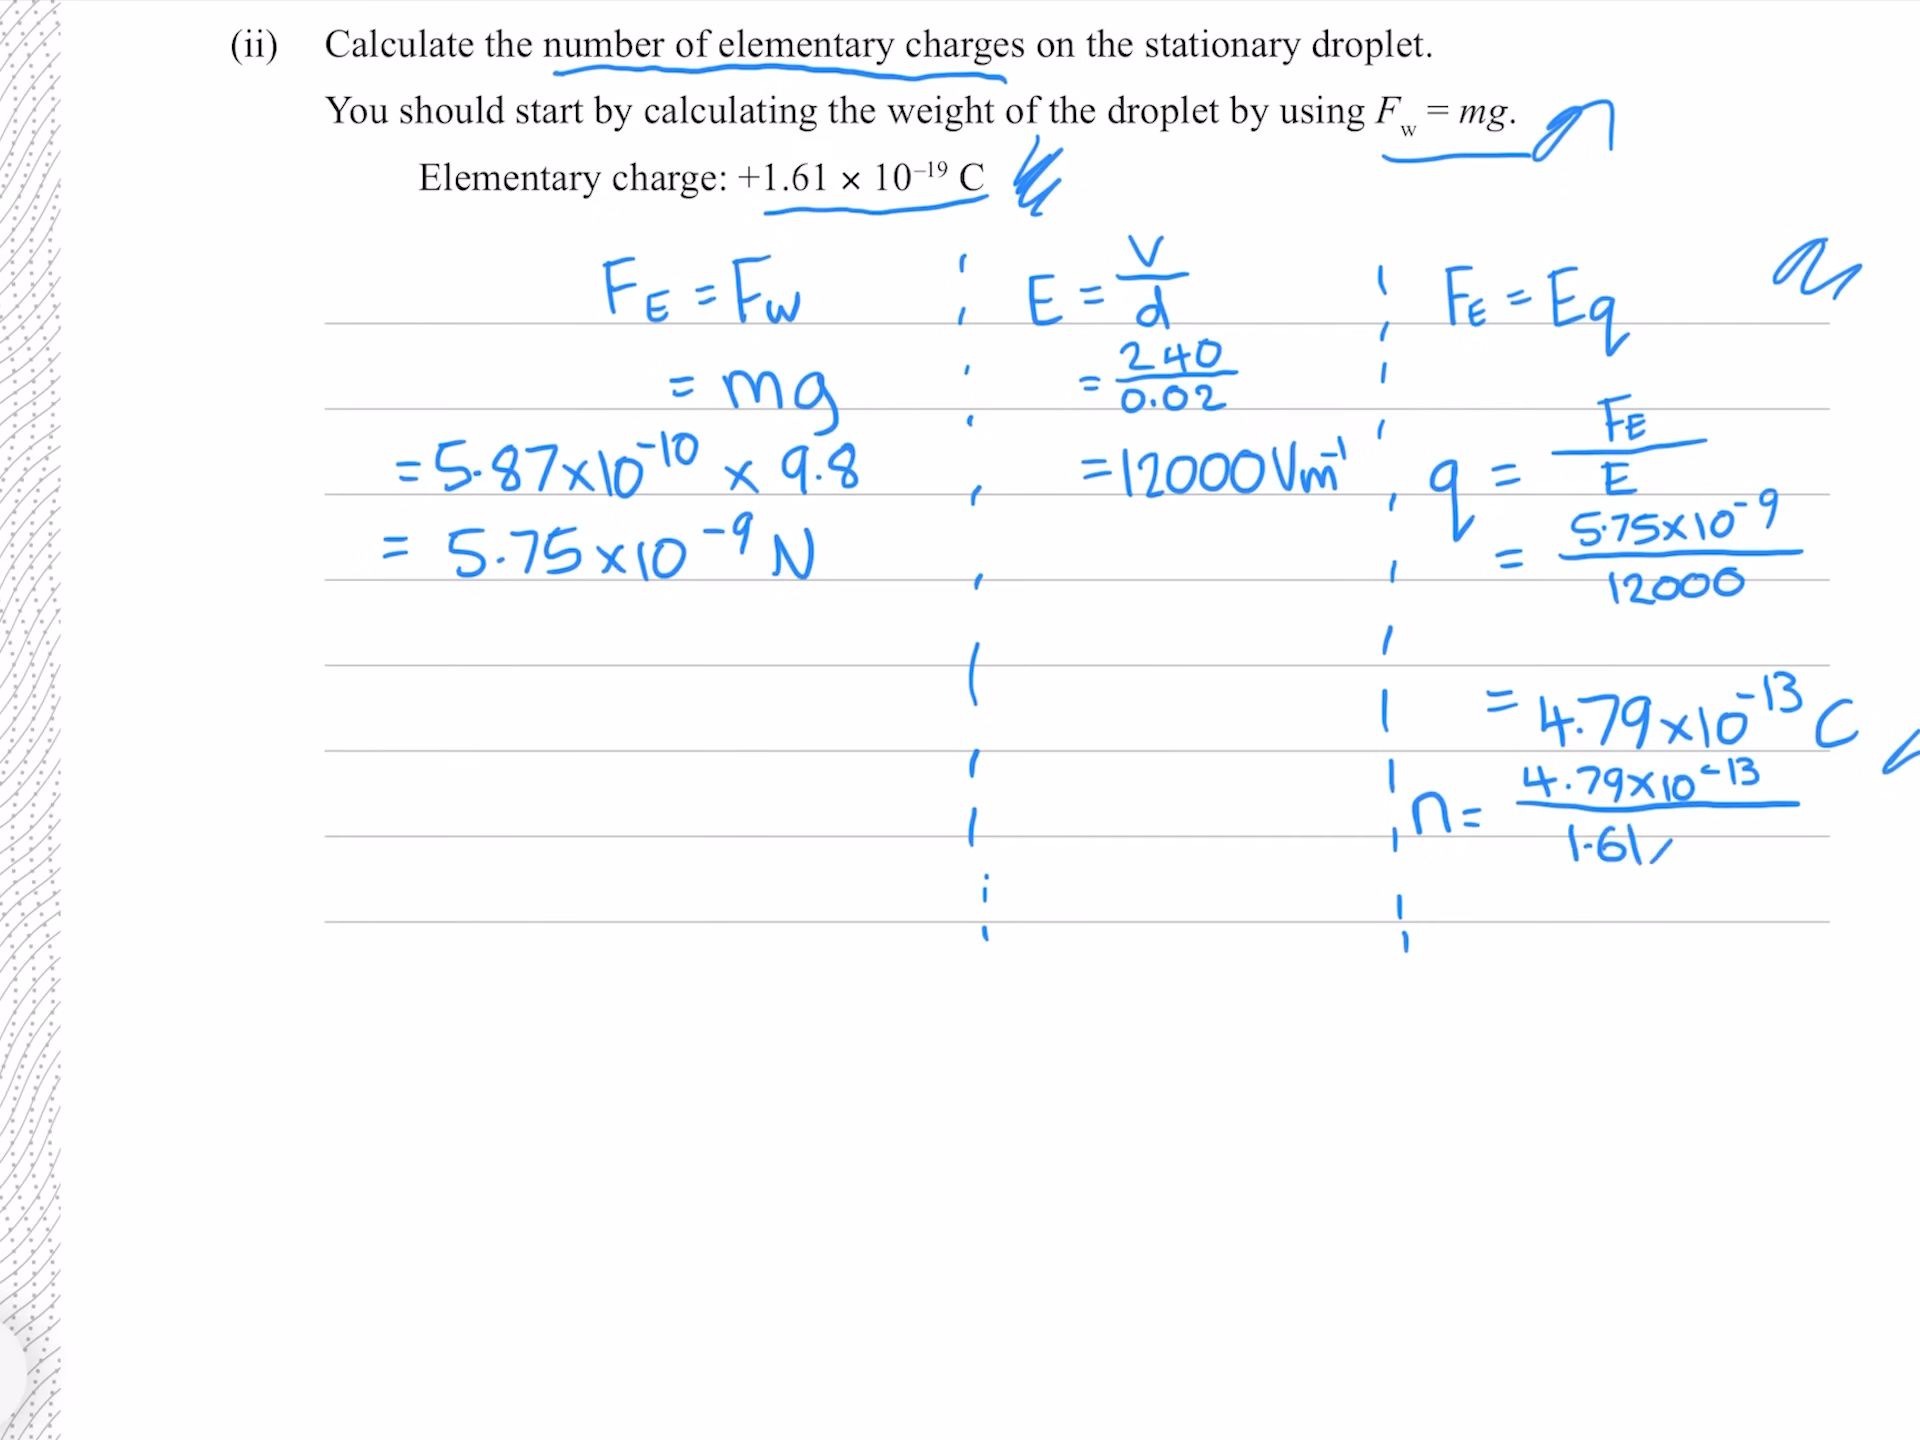 (ii) Calculate the number of elementary charges on the stationary droplet.
You should start by calculating the weight of the droplet by using F_w = mg.
Elementary charge: +1.61 × 10⁻¹⁹ C
F_E = F_w
= mg
= 5.87×10⁻¹⁰ × 9.8
= 5.75×10⁻⁹ N
E = V/d
= 240/0.02
= 12000 Vm⁻¹
F_E = Eq
q = F_E/E
= 5.75×10⁻⁹/12000
= 4.79×10⁻¹³ C
n = 4.79×10⁻¹³/1.61